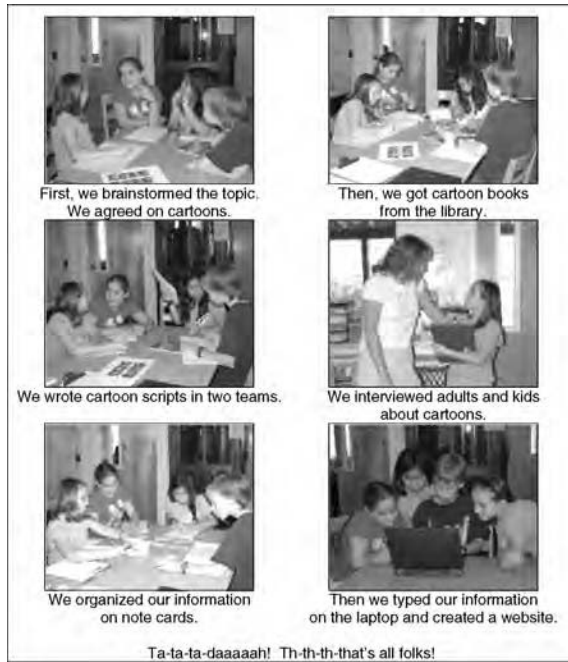 First, we brainstormed the topic.
We agreed on cartoons.
Then, we got cartoon books
from the library.
We wrote cartoon scripts in two teams.
We interviewed adults and kids
about cartoons.
We organized our information
on note cards.
Then we typed our information
on the laptop and created a website.
Ta-ta-ta-daaaaah! Th-th-th-that's all folks!